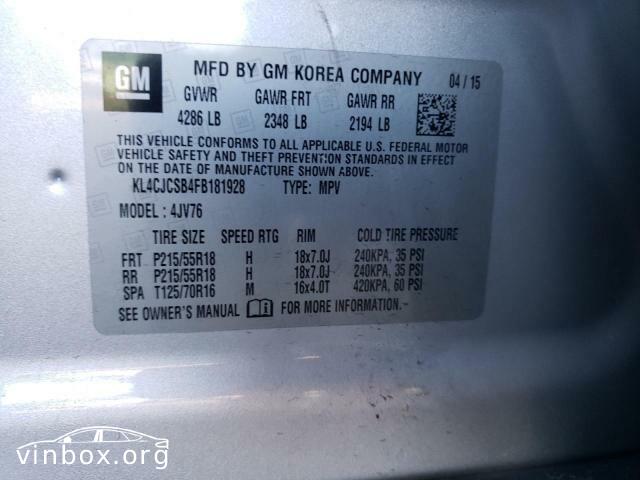 GM
MFD BY GM KOREA COMPANY 04 / 15
GVWR GAWR FRT GAWR RR
4286 LB 2348 LB 2194 LB
THIS VEHICLE CONFORMS TO ALL APPLICABLE U.S. FEDERAL MOTOR
VEHICLE SAFETY AND THEFT PREVENTION STANDARDS IN EFFECT
ON THE DATE OF MANUFACTURE SHOWN ABOVE.
KL4CJCSB4FB181928 TYPE: MPV
MODEL : 4JV76
TIRE SIZE SPEED RTG RIM COLD TIRE PRESSURE
FRT P215/55R18 H 18x7.0J 240KPA, 35 PSI
RR P215/55R18 H 18x7.0J 240KPA, 35 PSI
SPA T125/70R16 M 16x4.0T 420KPA, 60 PSI
SEE OWNER'S MANUAL FOR MORE INFORMATION.
vinbox.org